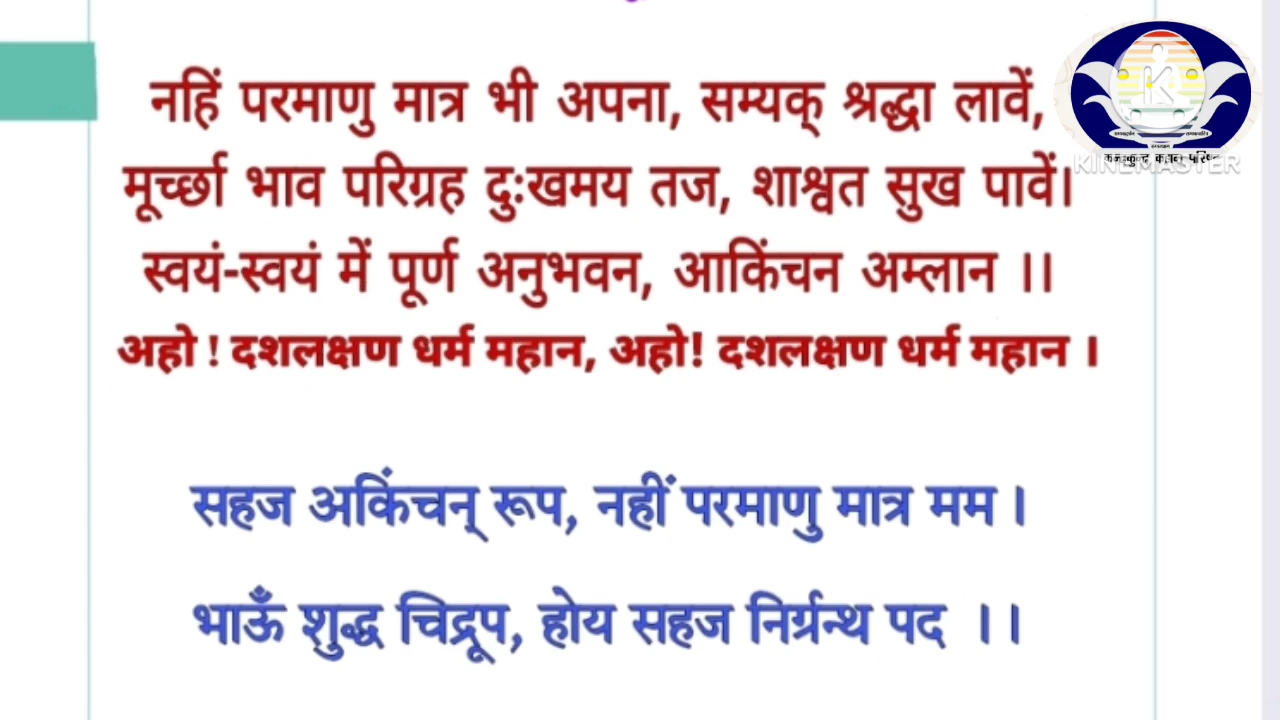 नहिं परमाणु मात्र भी अपना, सम्यक् श्रद्धा लावें,
मूर्च्छा भाव परिग्रह दुःखमय तज, शाश्वत सुख पावें।
स्वयं-स्वयं में पूर्ण अनुभवन, आकिंचन अम्लान ।।
अहो ! दशलक्षण धर्म महान, अहो! दशलक्षण धर्म महान ।
सहज अकिंचन् रूप, नहीं परमाणु मात्र मम ।
भाऊँ शुद्ध चिद्रूप, होय सहज निर्ग्रन्थ पद ।।
KINEMASTER